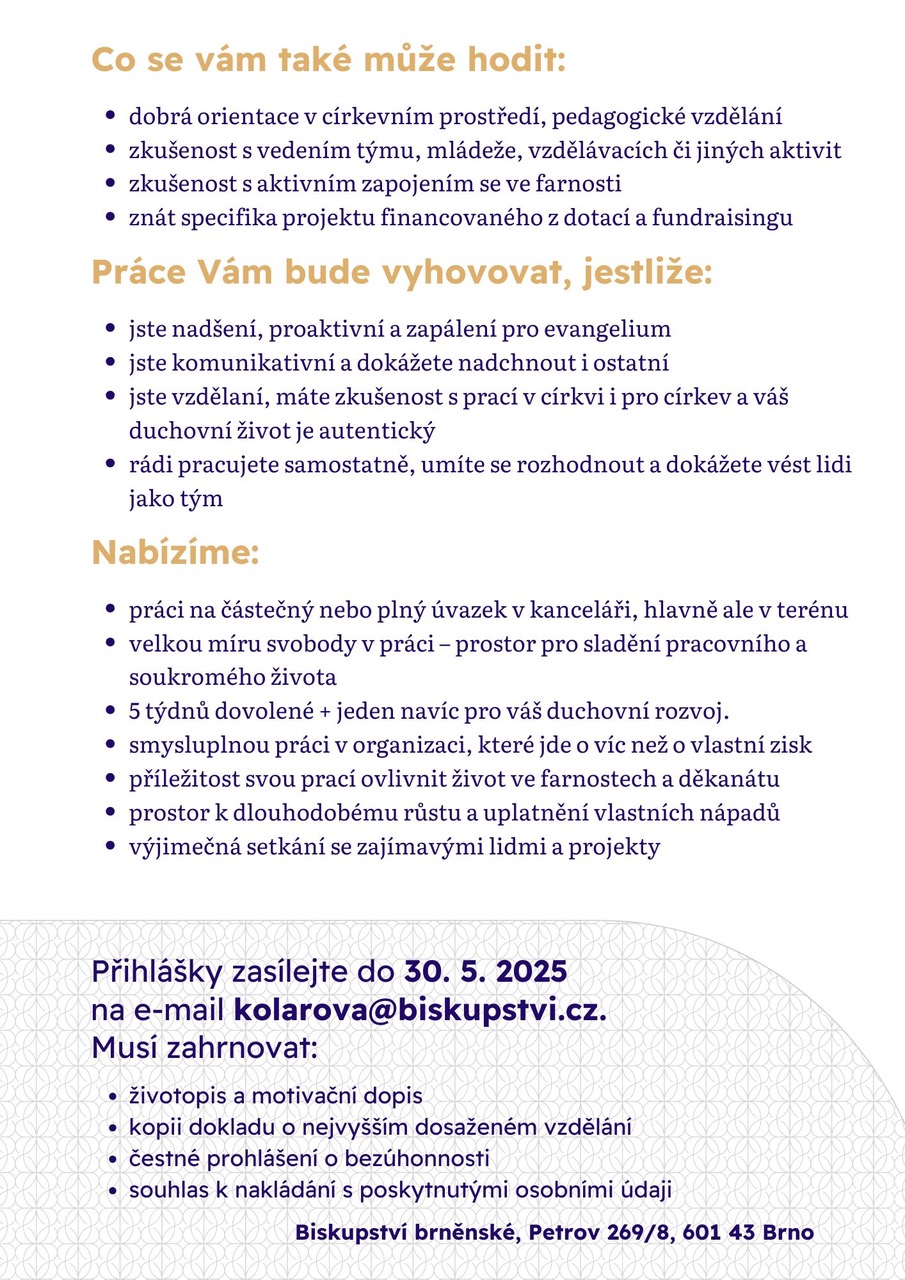 Co se vám také může hodit:
• dobrá orientace v církevním prostředí, pedagogické vzdělání
• zkušenost s vedením týmu, mládeže, vzdělávacích či jiných aktivit
• zkušenost s aktivním zapojením se ve farnosti
• znát specifika projektu financovaného z dotací a fundraisingu
Práce Vám bude vyhovovat, jestliže:
• jste nadšení, proaktivní a zapálení pro evangelium
• jste komunikativní a dokážete nadchnout i ostatní
• jste vzdělaní, máte zkušenost s prací v církvi i pro církev a váš
duchovní život je autentický
• rádi pracujete samostatně, umíte se rozhodnout a dokážete vést lidi
jako tým
Nabízíme:
• práci na částečný nebo plný úvazek v kanceláři, hlavně ale v terénu
• velkou míru svobody v práci – prostor pro sladění pracovního a
soukromého života
• 5 týdnů dovolené + jeden navíc pro váš duchovní rozvoj.
• smysluplnou práci v organizaci, které jde o víc než o vlastní zisk
• příležitost svou prací ovlivnit život ve farnostech a děkanátu
• prostor k dlouhodobému růstu a uplatnění vlastních nápadů
• výjimečná setkání se zajímavými lidmi a projekty
Přihlášky zasílejte do 30. 5. 2025
na e-mail kolarova@biskupstvi.cz.
Musí zahrnovat:
• životopis a motivační dopis
• kopii dokladu o nejvyšším dosaženém vzdělání
• čestné prohlášení o bezúhonnosti
• souhlas k nakládání s poskytnutými osobními údaji
Biskupství brněnské, Petrov 269/8, 601 43 Brno